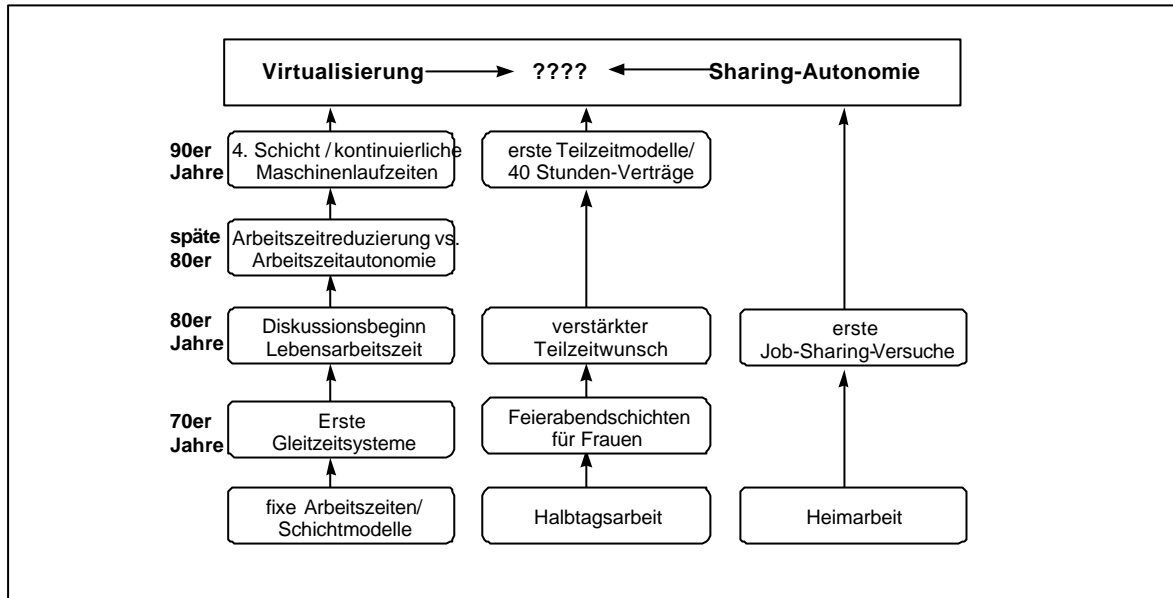 Virtualisierung ???? Sharing-Autonomie
90er
Jahre
4. Schicht / kontinuierliche
Maschinenlaufzeiten
erste Teilzeitmodelle/
40 Stunden-Verträge
späte
80er
Arbeitszeitreduzierung vs.
Arbeitszeitautonomie
80er
Jahre
Diskussionsbeginn
Lebensarbeitszeit
verstärkter
Teilzeitwunsch
erste
Job-Sharing-Versuche
70er
Jahre
Erste
Gleitzeitsysteme
Feierabendschichten
für Frauen
fixe Arbeitszeiten/
Schichtmodelle
Halbtagsarbeit
Heimarbeit